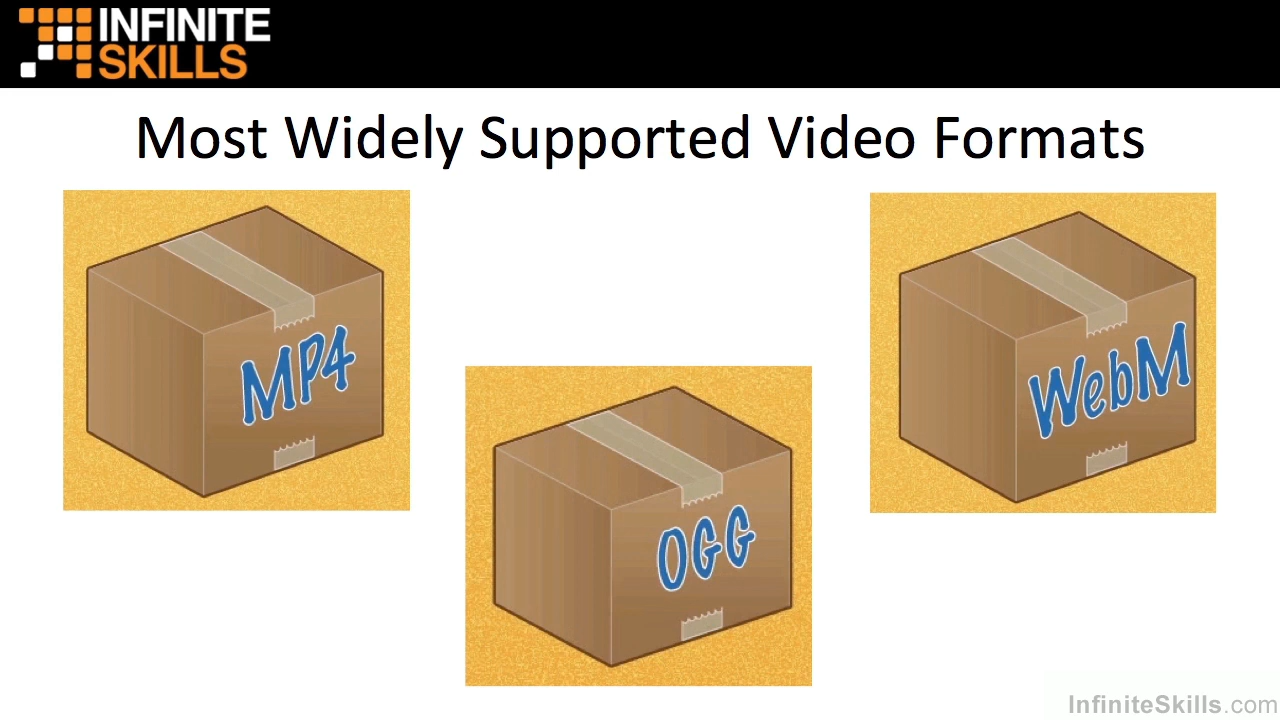 INFINITE
SKILLS
Most Widely Supported Video Formats
MP4
WebM
OGG
InfiniteSkills.com